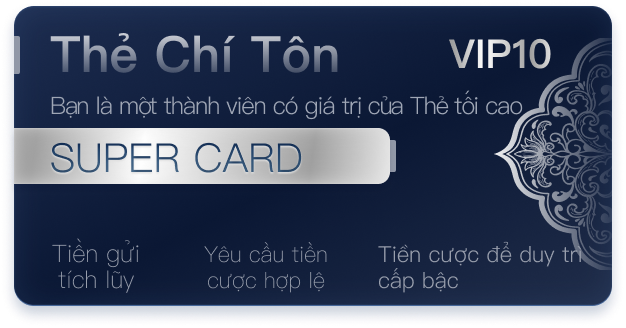 Thẻ Chí Tôn
VIP10
Bạn là một thành viên có giá trị của Thẻ tối cao
SUPER CARD
Tiền gửi
tích lũy
Yêu cầu tiền
cược hợp lệ
Tiền cược để duy trì
cấp bậc